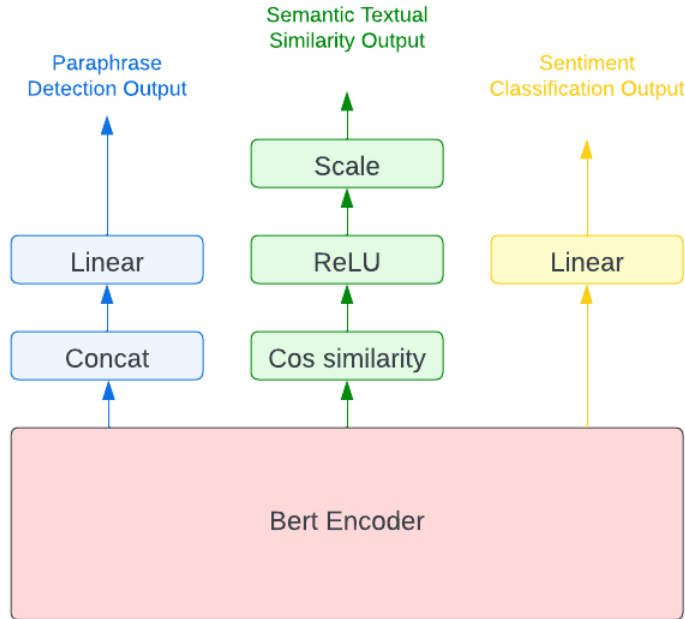 Semantic Textual
Similarity Output
Paraphrase
Detection Output
Sentiment
Classification Output
Scale
Linear
ReLU
Linear
Concat
Cos similarity
Bert Encoder